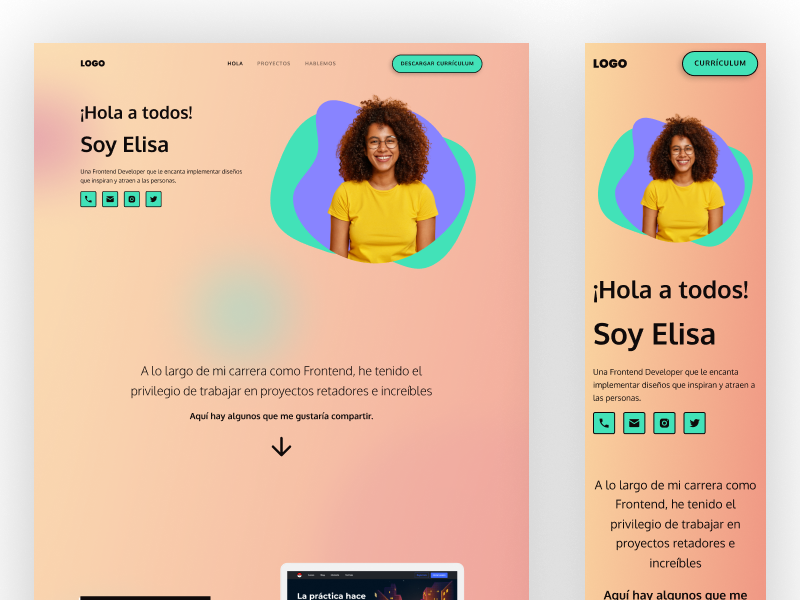 LOGO
HOLA PROYECTOS HABLEMOS
DESCARGAR CURRÍCULUM
¡Hola a todos!
Soy Elisa
Una Frontend Developer que le encanta implementar diseños
que inspiran y atraen a las personas.
A lo largo de mi carrera como Frontend, he tenido el
privilegio de trabajar en proyectos retadores e increíbles
Aquí hay algunos que me gustaría compartir.
La práctica hace
LOGO
CURRÍCULUM
¡Hola a todos!
Soy Elisa
Una Frontend Developer que le encanta
implementar diseños que inspiran y atraen a
las personas.
A lo largo de mi carrera como
Frontend, he tenido el
privilegio de trabajar en
proyectos retadores e
increíbles
Aquí hay algunos que me